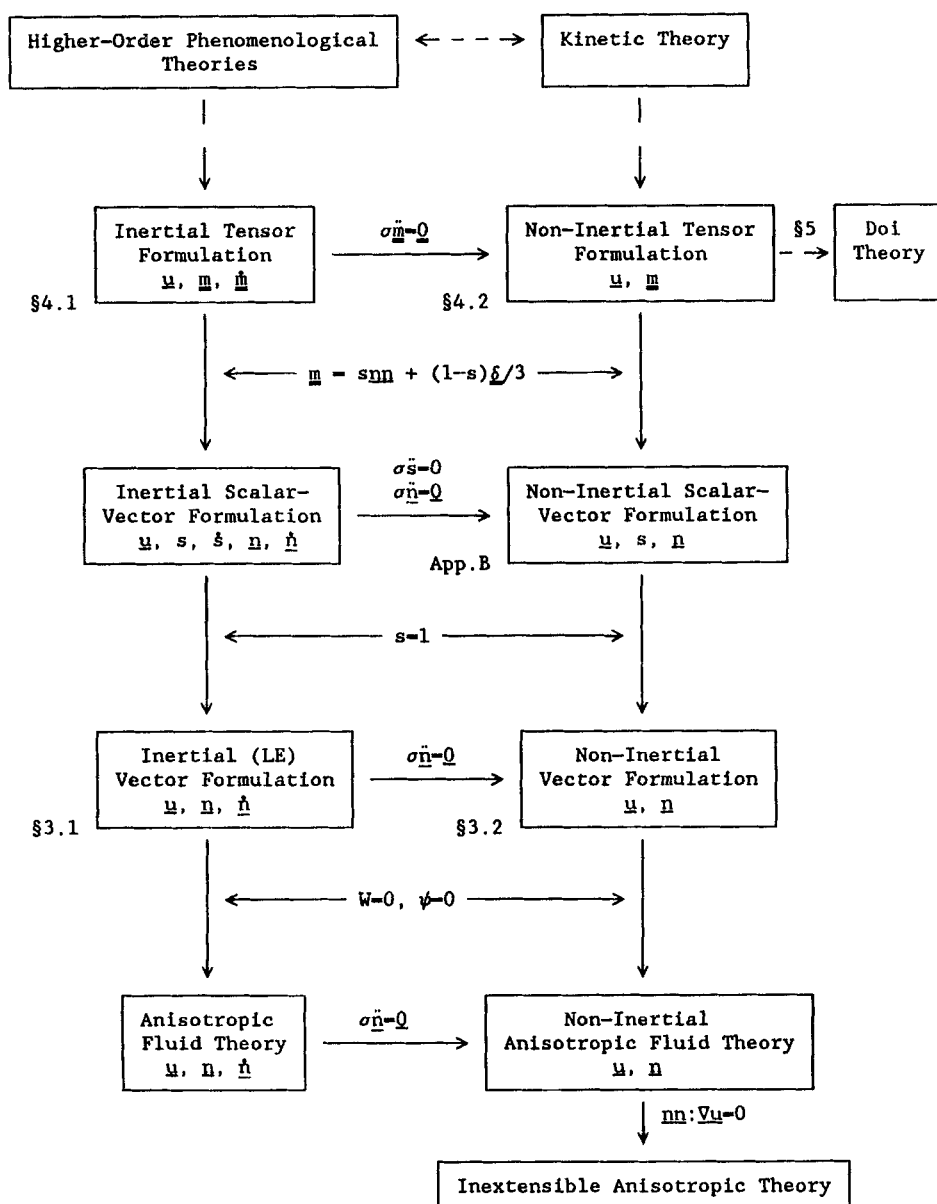 Higher-Order Phenomenological
Theories
Kinetic Theory
Inertial Tensor
Formulation
u̲, m̳, ṁ̳
§4.1
σm̳̈=0̳
Non-Inertial Tensor
Formulation
u̲, m̳
§4.2
§5
Doi
Theory
m̳ = sn̲n̲ + (1-s)δ̳/3
Inertial Scalar-
Vector Formulation
u̲, s, ṡ, n̲, ṅ̲
σs̈=0
σn̲̈=0̲
Non-Inertial Scalar-
Vector Formulation
u̲, s, n̲
App.B
s=1
Inertial (LE)
Vector Formulation
u̲, n̲, ṅ̲
§3.1
σn̲̈=0̲
Non-Inertial
Vector Formulation
u̲, n̲
§3.2
W=0, ψ=0
Anisotropic
Fluid Theory
u̲, n̲, ṅ̲
σn̲̈=0̲
Non-Inertial
Anisotropic Fluid Theory
u̲, n̲
n̲n̲:∇̲u̲=0
Inextensible Anisotropic Theory